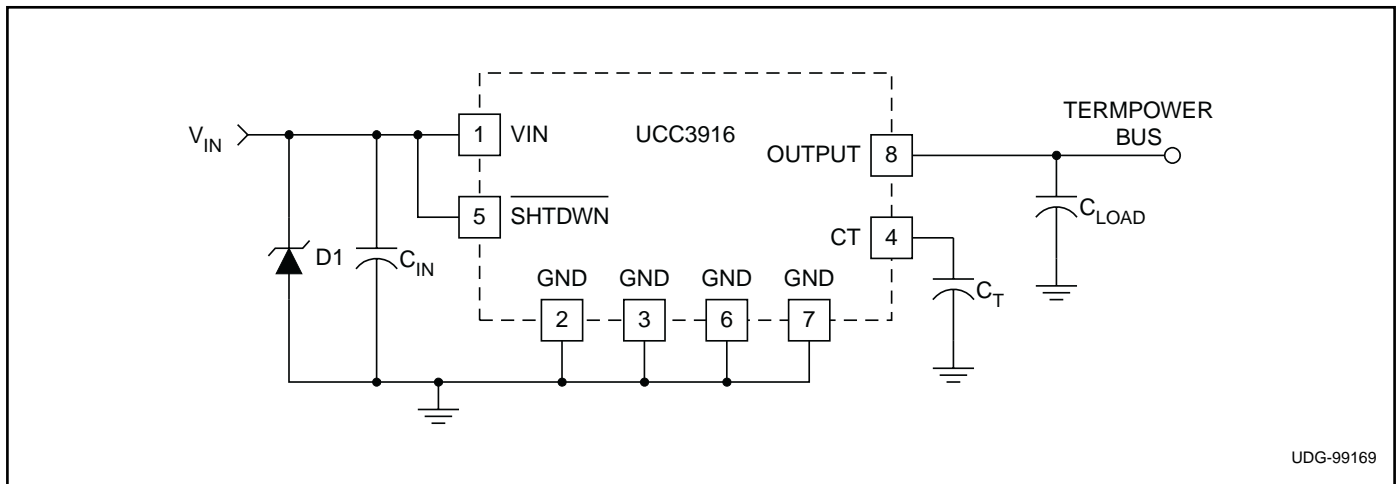 UCC3916
V_IN
1 VIN
5 SHTDWN
D1
C_IN
GND GND GND GND
2 3 6 7
OUTPUT 8
CT 4
C_T
TERMPOWER
BUS
C_LOAD
UDG-99169